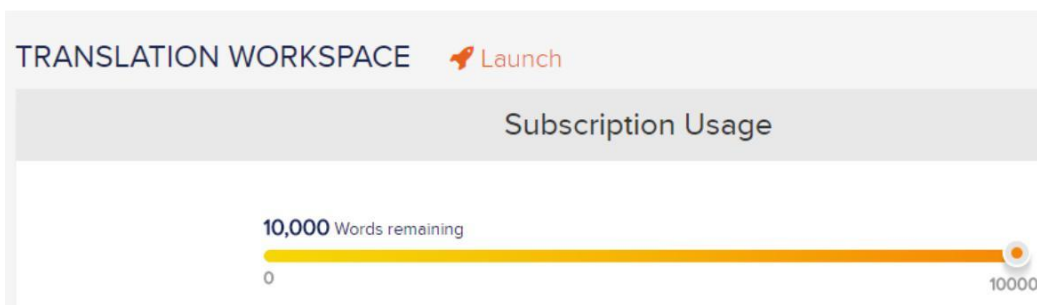 TRANSLATION WORKSPACE Launch
Subscription Usage
10,000 Words remaining
0 10000